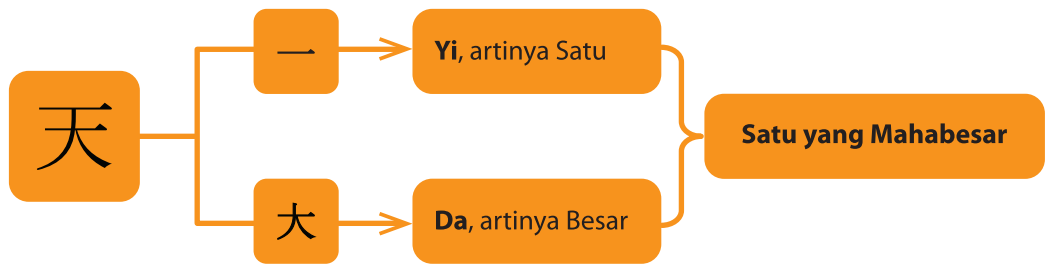 天
一
Yi, artinya Satu
大
Da, artinya Besar
Satu yang Mahabesar